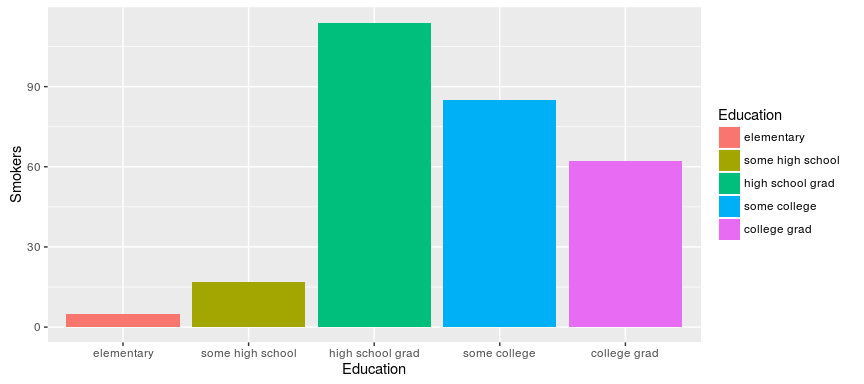 90
60
30
0
Smokers
elementary some high school high school grad some college college grad
Education
Education
elementary
some high school
high school grad
some college
college grad